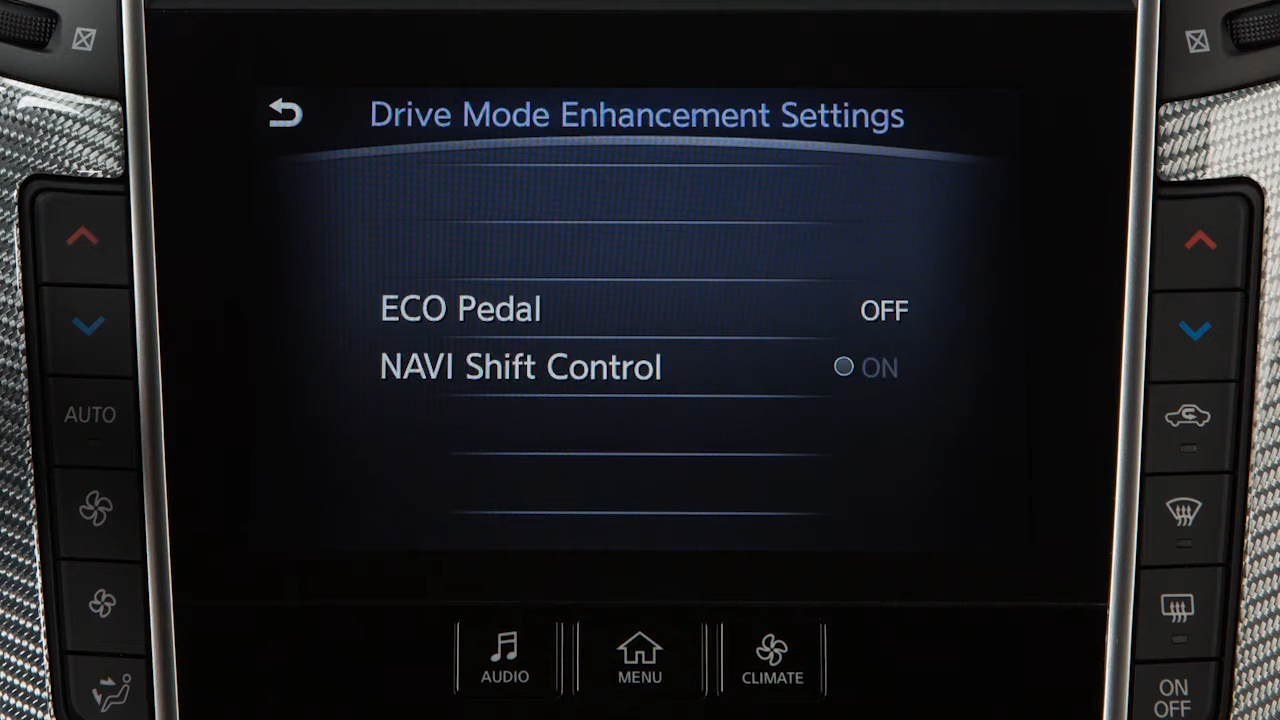 Drive Mode Enhancement Settings
ECO Pedal OFF
NAVI Shift Control ON
AUTO
AUDIO
MENU
CLIMATE
ON
OFF